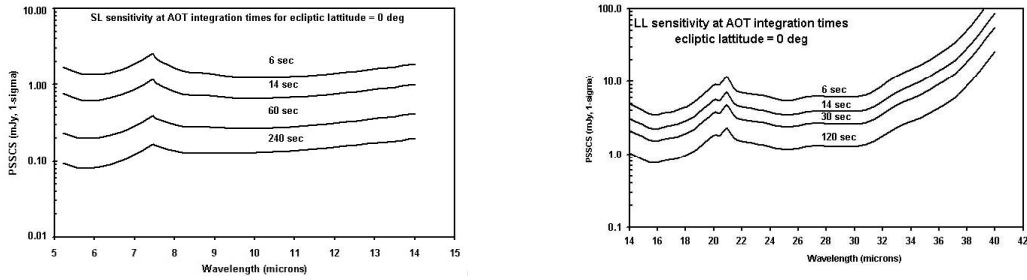 SL sensitivity at AOT integration times for ecliptic lattitude = 0 deg
10.00
1.00
0.10
0.01
PSSCS (mJy, 1-sigma)
6 sec
14 sec
60 sec
240 sec
5 6 7 8 9 10 11 12 13 14 15
Wavelength (microns)
LL sensitivity at AOT integration times
ecliptic lattitude = 0 deg
100.0
10.0
1.0
0.1
PSSCS (mJy, 1-sigma)
6 sec
14 sec
30 sec
120 sec
14 16 18 20 22 24 26 28 30 32 34 36 38 40 42
Wavelength (microns)